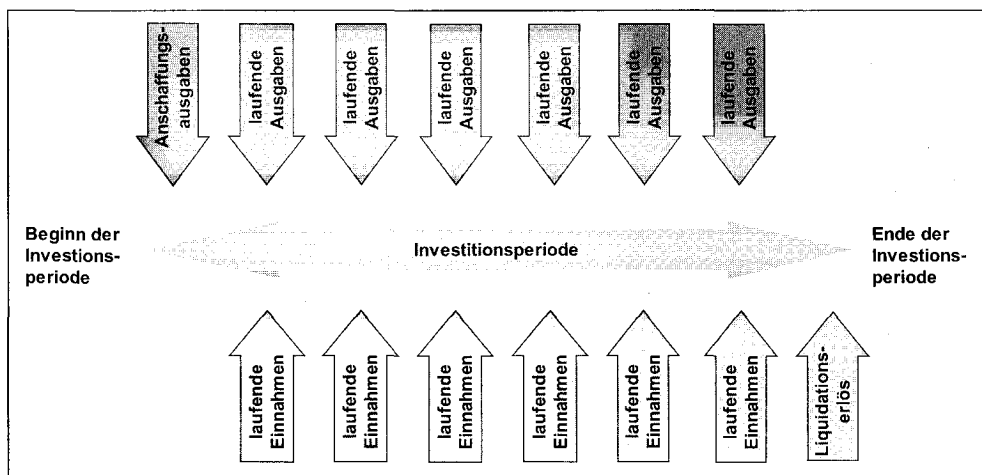 Anschaffungs-
ausgaben
laufende
Ausgaben
laufende
Ausgaben
laufende
Ausgaben
laufende
Ausgaben
laufende
Ausgaben
laufende
Ausgaben
Beginn der
Investions-
periode
Investitionsperiode
Ende der
Investions-
periode
laufende
Einnahmen
laufende
Einnahmen
laufende
Einnahmen
laufende
Einnahmen
laufende
Einnahmen
laufende
Einnahmen
Liquidations-
erlös